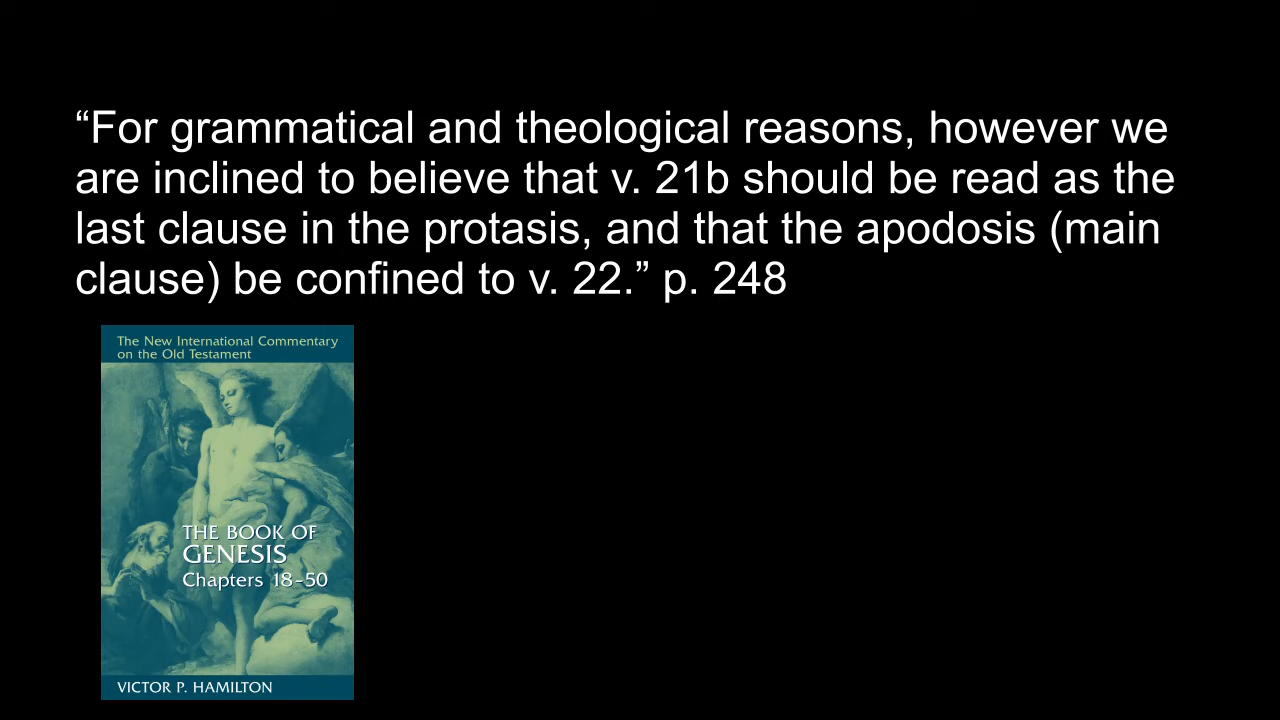 “For grammatical and theological reasons, however we
are inclined to believe that v. 21b should be read as the
last clause in the protasis, and that the apodosis (main
clause) be confined to v. 22.” p. 248
The New International Commentary
on the Old Testament
THE BOOK OF
GENESIS
Chapters 18–50
VICTOR P. HAMILTON